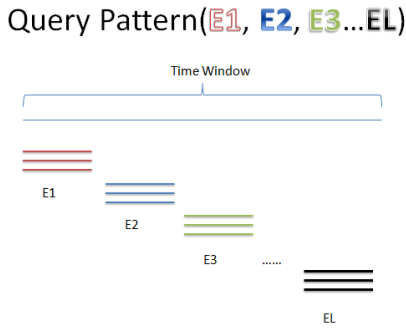 Query Pattern(E1, E2, E3...EL)
Time Window
E1
E2
E3
......
EL